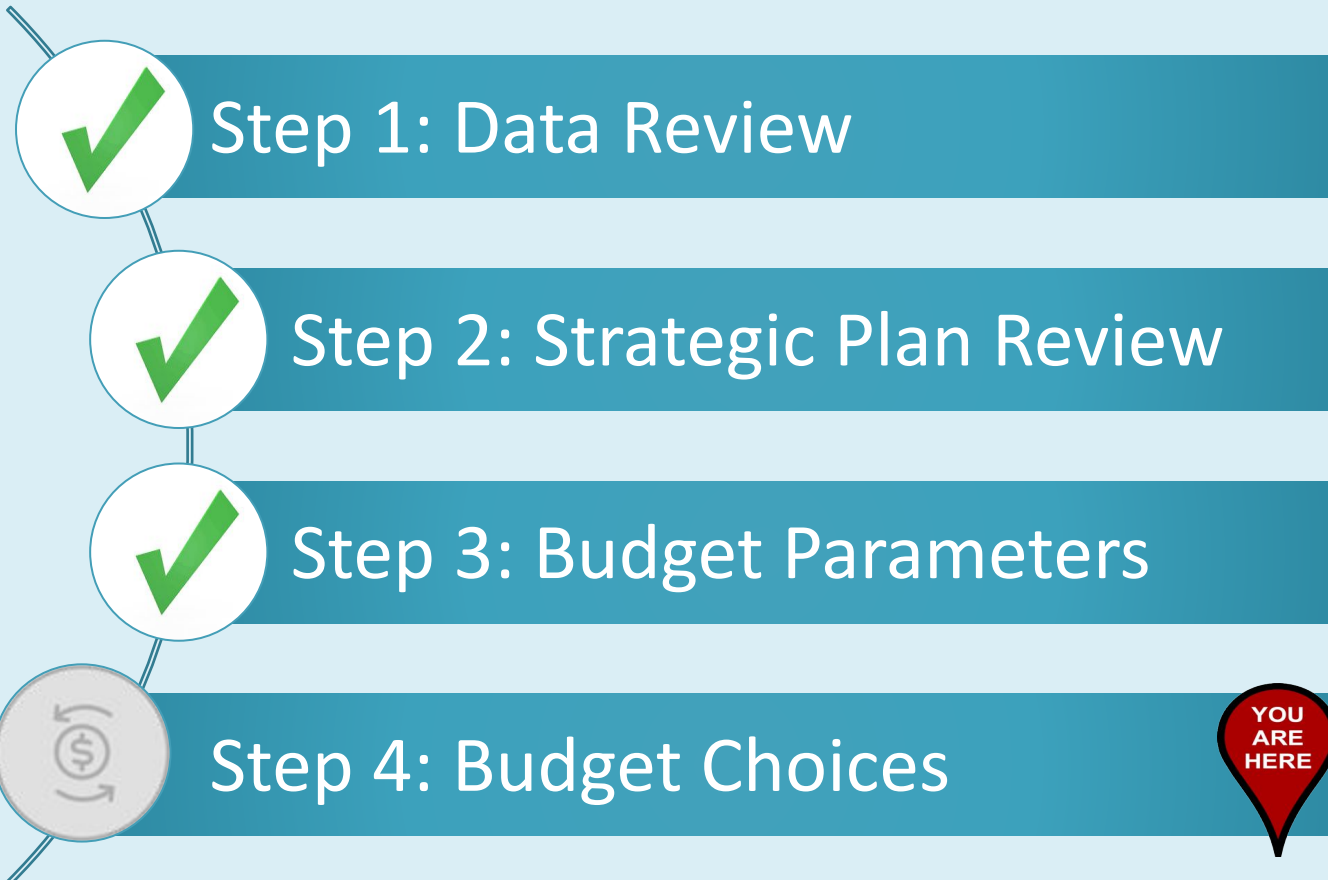 Step 1: Data Review
Step 2: Strategic Plan Review
Step 3: Budget Parameters
$
Step 4: Budget Choices
YOU
ARE
HERE